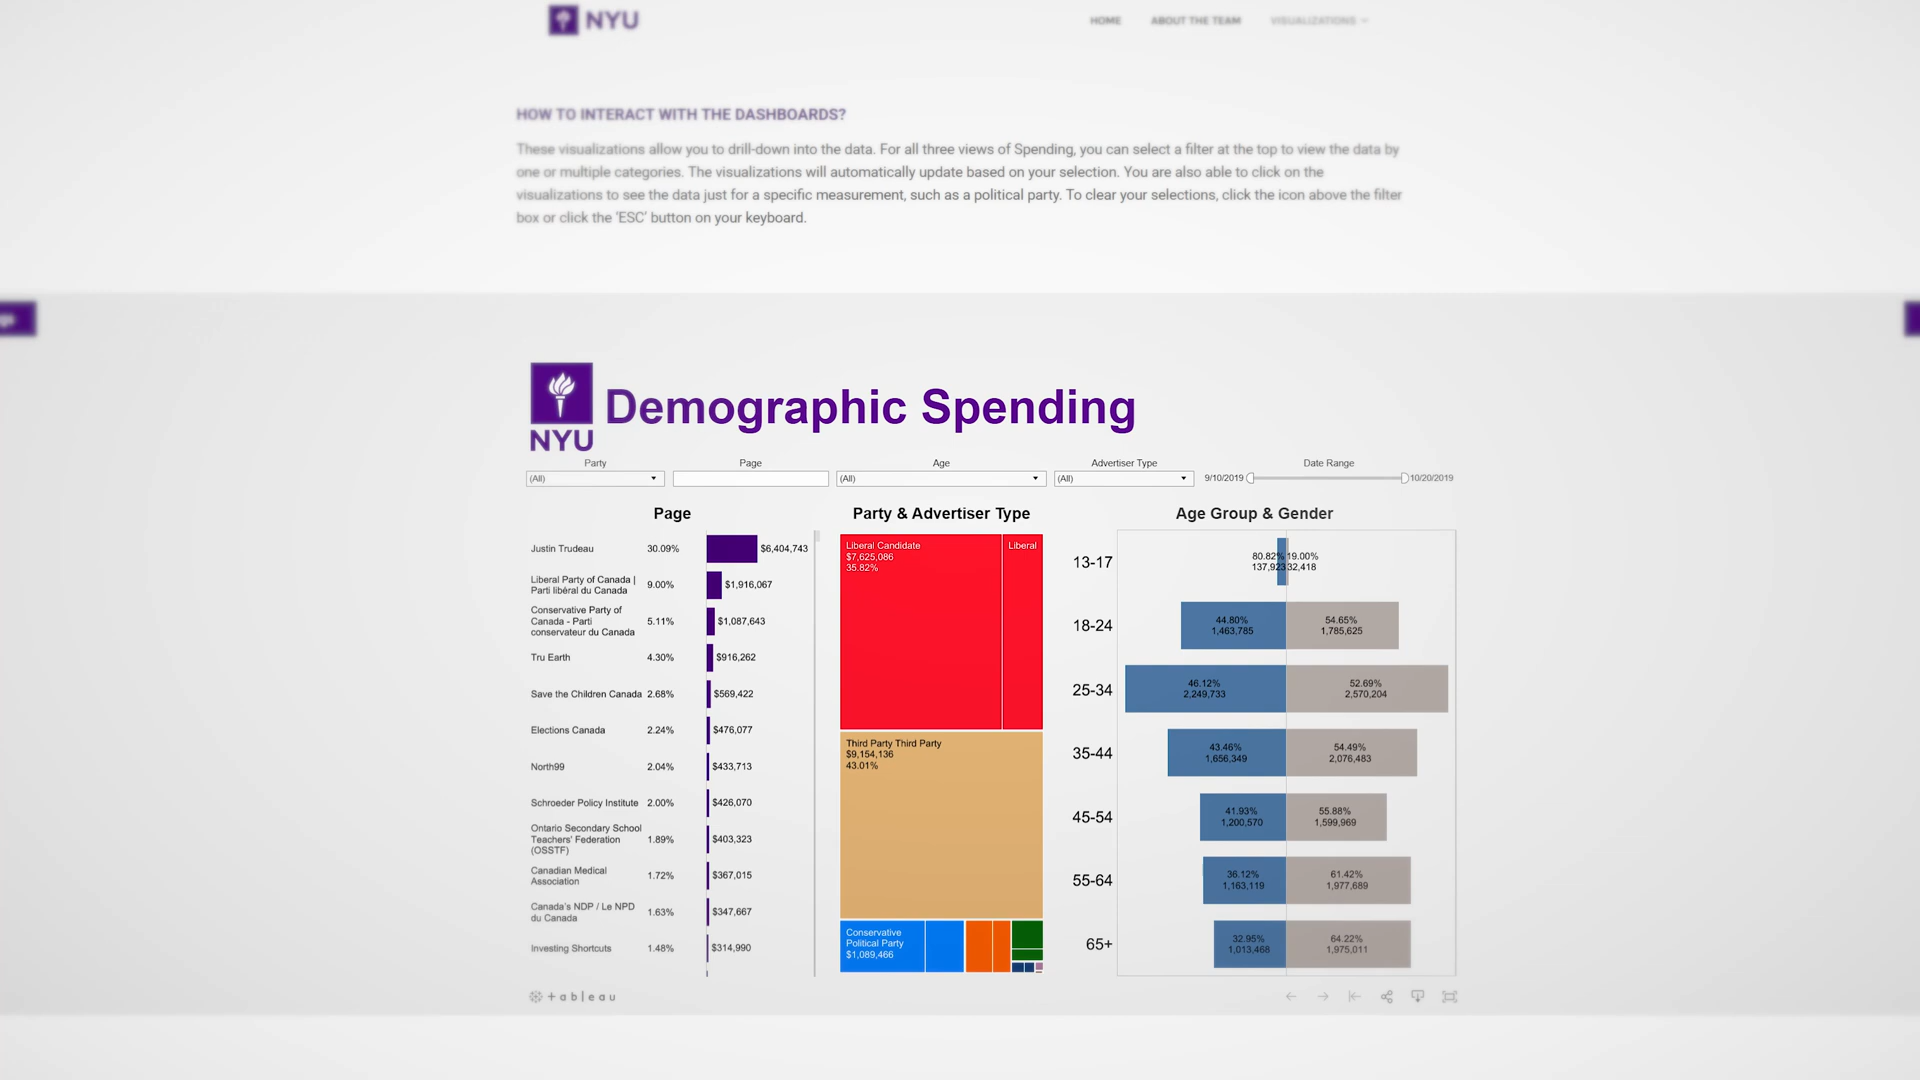 NYU
HOME
ABOUT THE TEAM
VISUALIZATIONS
HOW TO INTERACT WITH THE DASHBOARDS?
These visualizations allow you to drill-down into the data. For all three views of Spending, you can select a filter at the top to view the data by
one or multiple categories. The visualizations will automatically update based on your selection. You are also able to click on the
visualizations to see the data just for a specific measurement, such as a political party. To clear your selections, click the icon above the filter
box or click the 'ESC' button on your keyboard.
NYU
Demographic Spending
Party
Page
Age
Advertiser Type
Date Range
(All)
(All)
(All)
9/10/2019
10/20/2019
Page
Justin Trudeau 30.09% $6,404,743
Liberal Party of Canada |
Parti libéral du Canada 9.00% $1,916,067
Conservative Party of
Canada - Parti
conservateur du Canada 5.11% $1,087,643
Tru Earth 4.30% $916,262
Save the Children Canada 2.68% $569,422
Elections Canada 2.24% $476,077
North99 2.04% $433,713
Schroeder Policy Institute 2.00% $426,070
Ontario Secondary School
Teachers' Federation
(OSSTF) 1.89% $403,323
Canadian Medical
Association 1.72% $367,015
Canada's NDP / Le NPD
du Canada 1.63% $347,667
Investing Shortcuts 1.48% $314,990
Party & Advertiser Type
Liberal Candidate
$7,625,086
35.82%
Liberal
Third Party Third Party
$9,154,136
43.01%
Conservative
Political Party
$1,089,466
Age Group & Gender
13-17
80.82% 19.00%
137,923 32,418
18-24
44.80% 54.65%
1,463,785 1,785,625
25-34
46.12% 52.69%
2,249,733 2,570,204
35-44
43.46% 54.49%
1,656,349 2,076,483
45-54
41.93% 55.88%
1,200,570 1,599,969
55-64
36.12% 61.42%
1,163,119 1,977,689
65+
32.95% 64.22%
1,013,468 1,975,011
+ableau